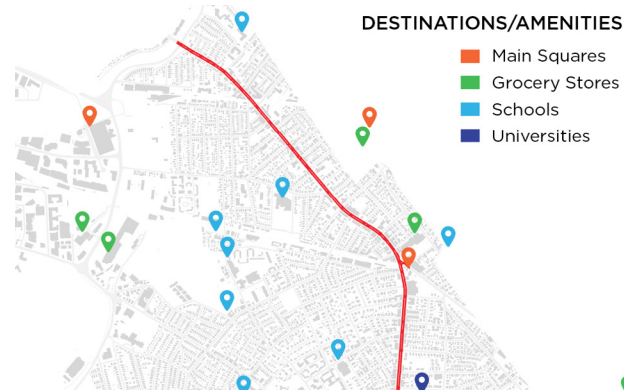 DESTINATIONS/AMENITIES
Main Squares
Grocery Stores
Schools
Universities